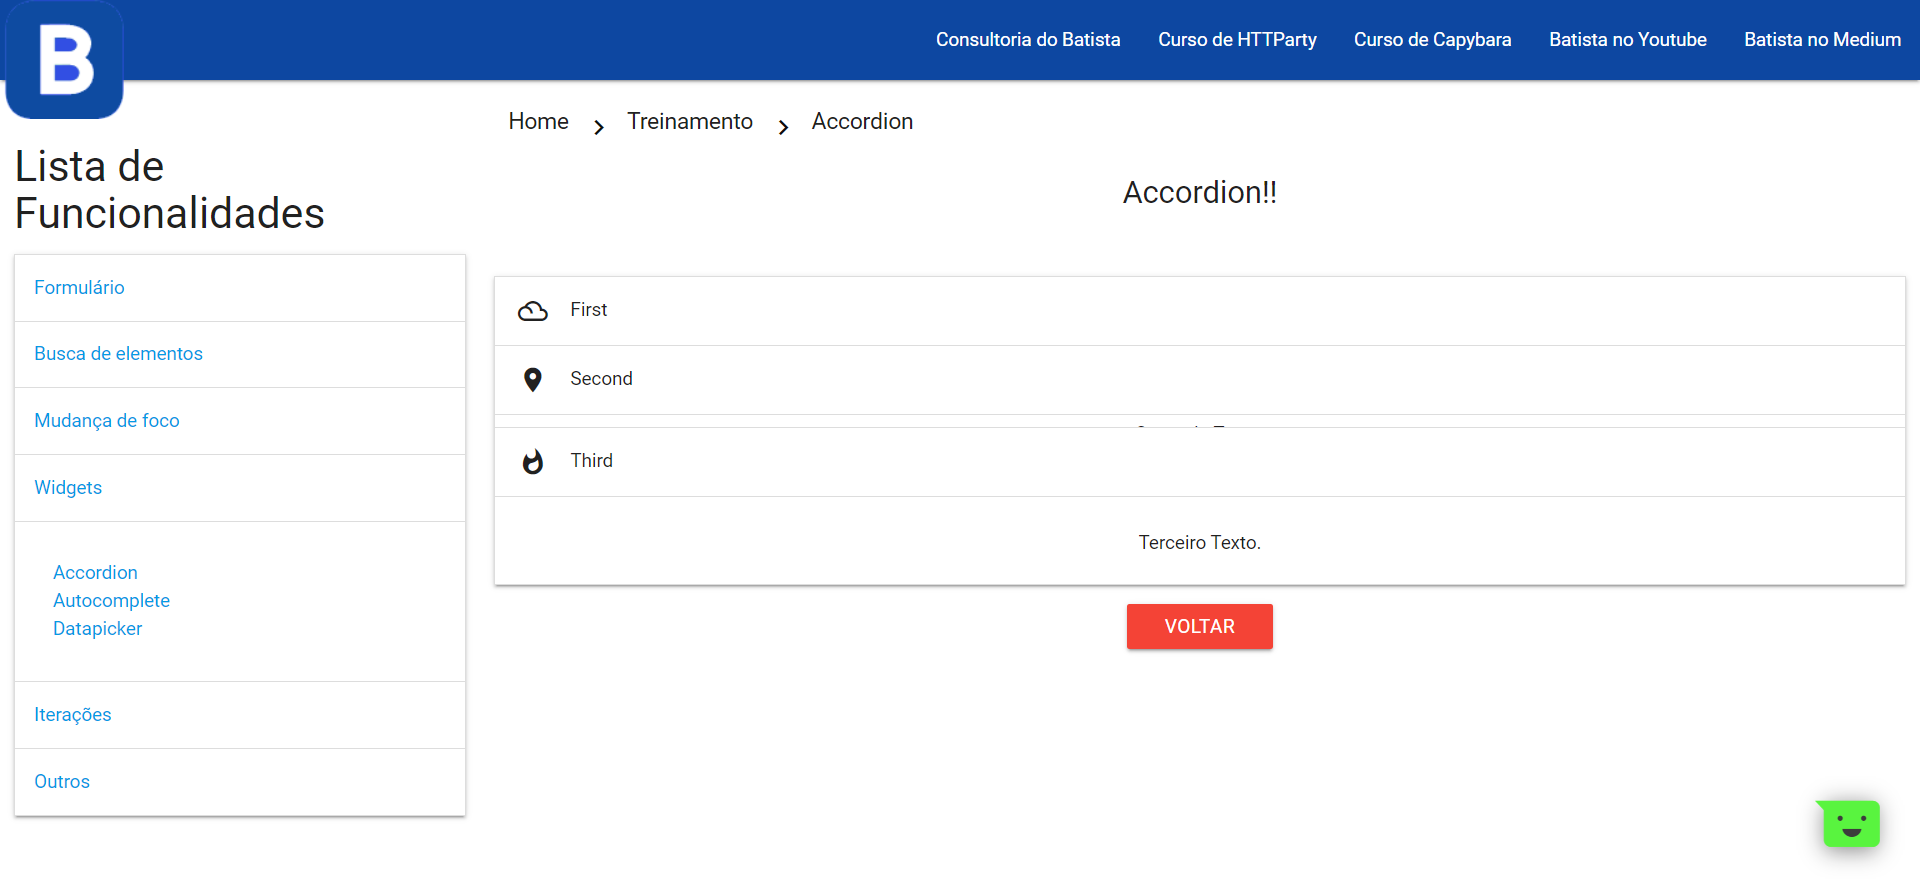 B
Consultoria do Batista
Curso de HTTParty
Curso de Capybara
Batista no Youtube
Batista no Medium
Home
Treinamento
Accordion
Lista de
Funcionalidades
Formulário
Busca de elementos
Mudança de foco
Widgets
Accordion
Autocomplete
Datapicker
Iterações
Outros
Accordion!!
First
Second
Third
Terceiro Texto.
VOLTAR